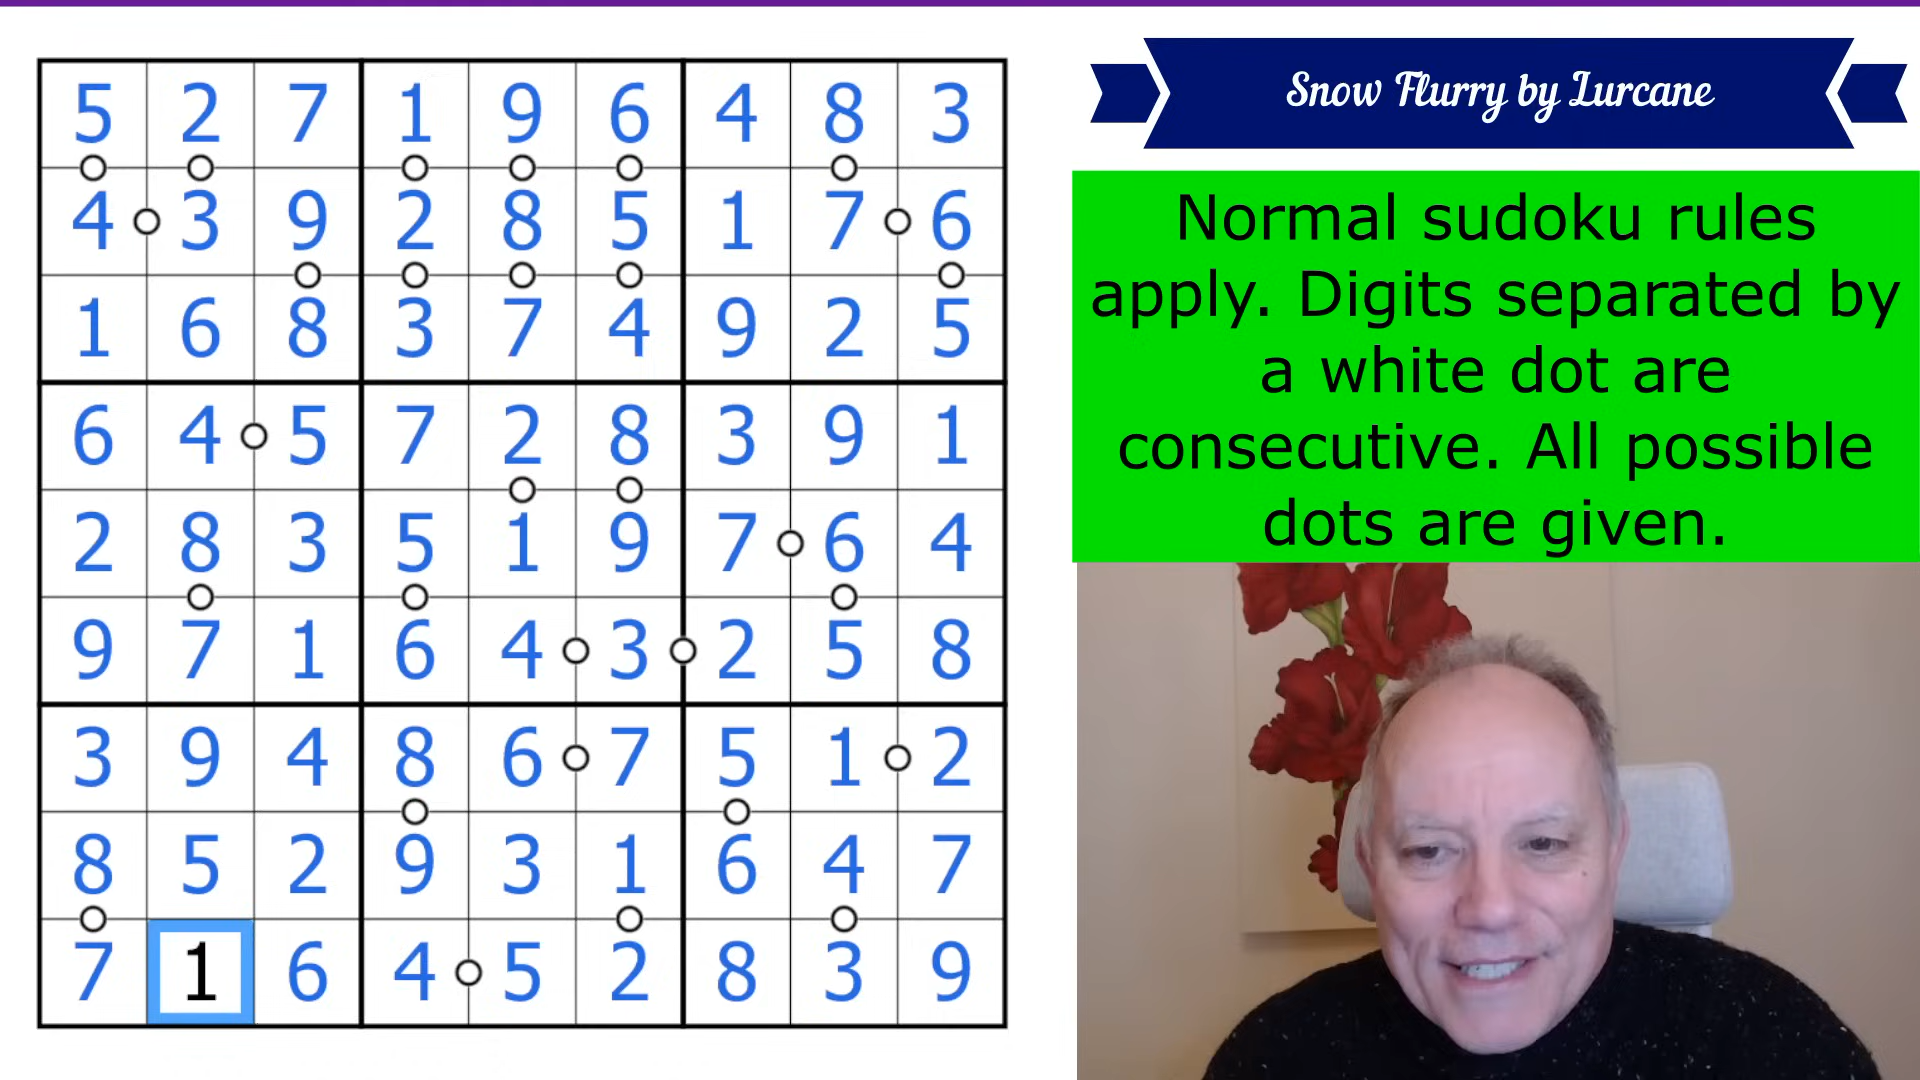 Snow Flurry by Lurcane
Normal sudoku rules
apply. Digits separated by
a white dot are
consecutive. All possible
dots are given.
5 2 7 1 9 6 4 8 3
4 3 9 2 8 5 1 7 6
1 6 8 3 7 4 9 2 5
6 4 5 7 2 8 3 9 1
2 8 3 5 1 9 7 6 4
9 7 1 6 4 3 2 5 8
3 9 4 8 6 7 5 1 2
8 5 2 9 3 1 6 4 7
7 1 6 4 5 2 8 3 9